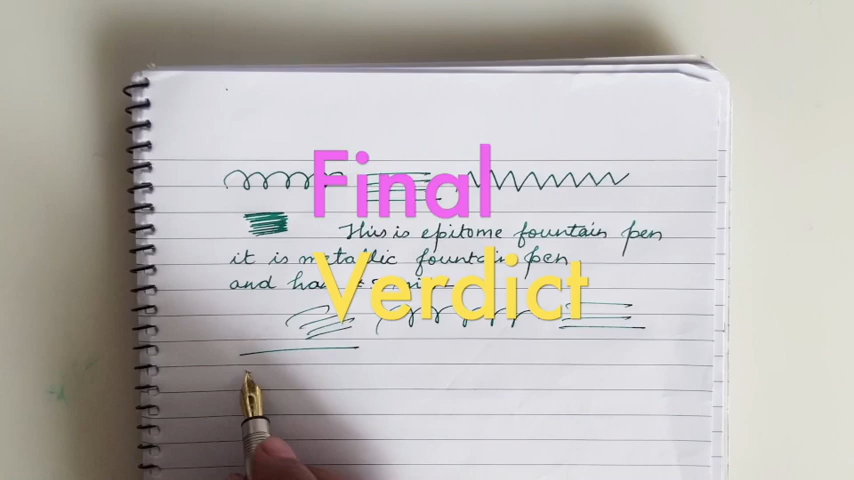 Final
Verdict
This is epitome fountain pen
it is metallic fountain pen
and ha